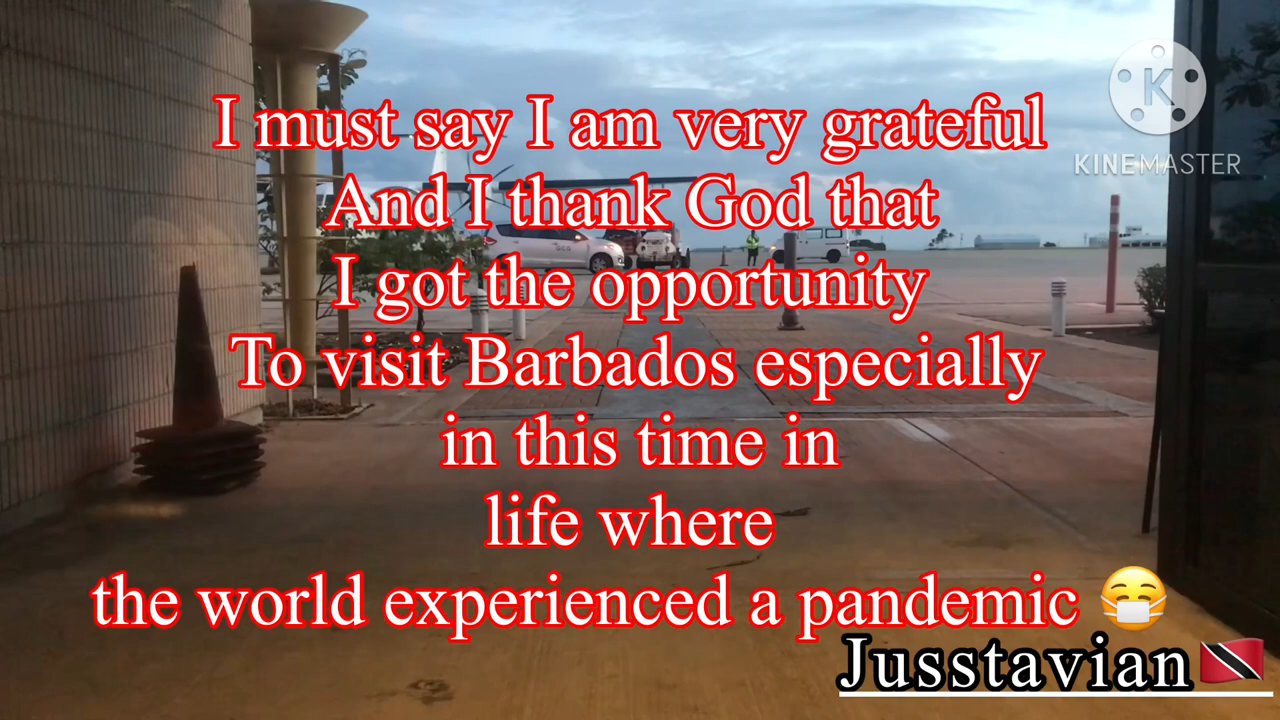 K
KINEMASTER
I must say I am very grateful
And I thank God that
I got the opportunity
To visit Barbados especially
in this time in
life where
the world experienced a pandemic 😷
Jusstavian🇹🇹